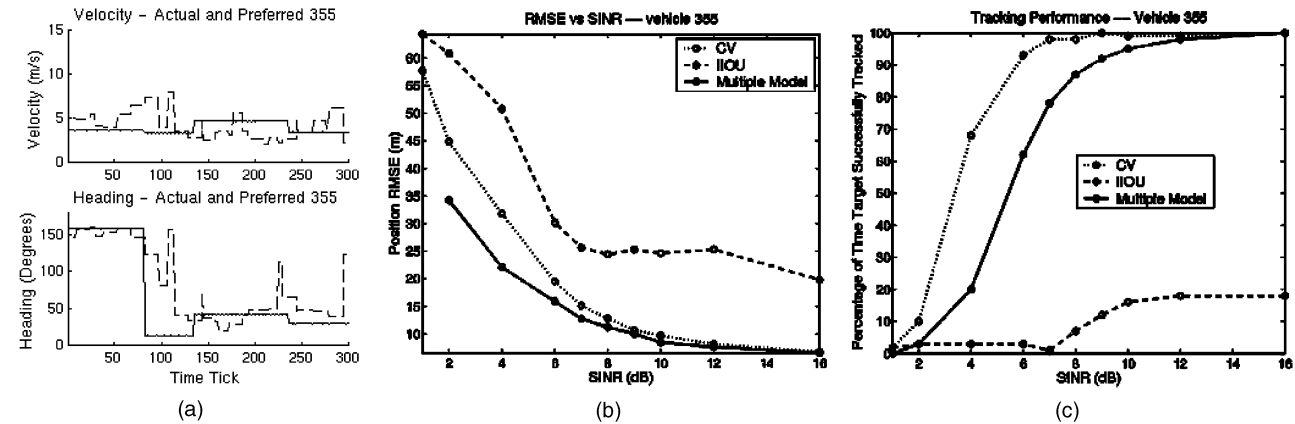 Velocity – Actual and Preferred 355
15
10
5
0
Velocity (m/s)
50 100 150 200 250 300
Heading – Actual and Preferred 355
150
100
50
0
Heading (Degrees)
50 100 150 200 250 300
Time Tick
(a)
RMSE vs SINR — vehicle 355
CV
IIOU
Multiple Model
60
55
50
45
40
35
30
25
20
15
10
Position RMSE (m)
2 4 6 8 10 12 14 16
SINR (dB)
(b)
Tracking Performance — Vehicle 355
100
90
80
70
60
50
40
30
20
10
0
Percentage of Time Target Successfully Tracked
CV
IIOU
Multiple Model
2 4 6 8 10 12 14 16
SINR (dB)
(c)